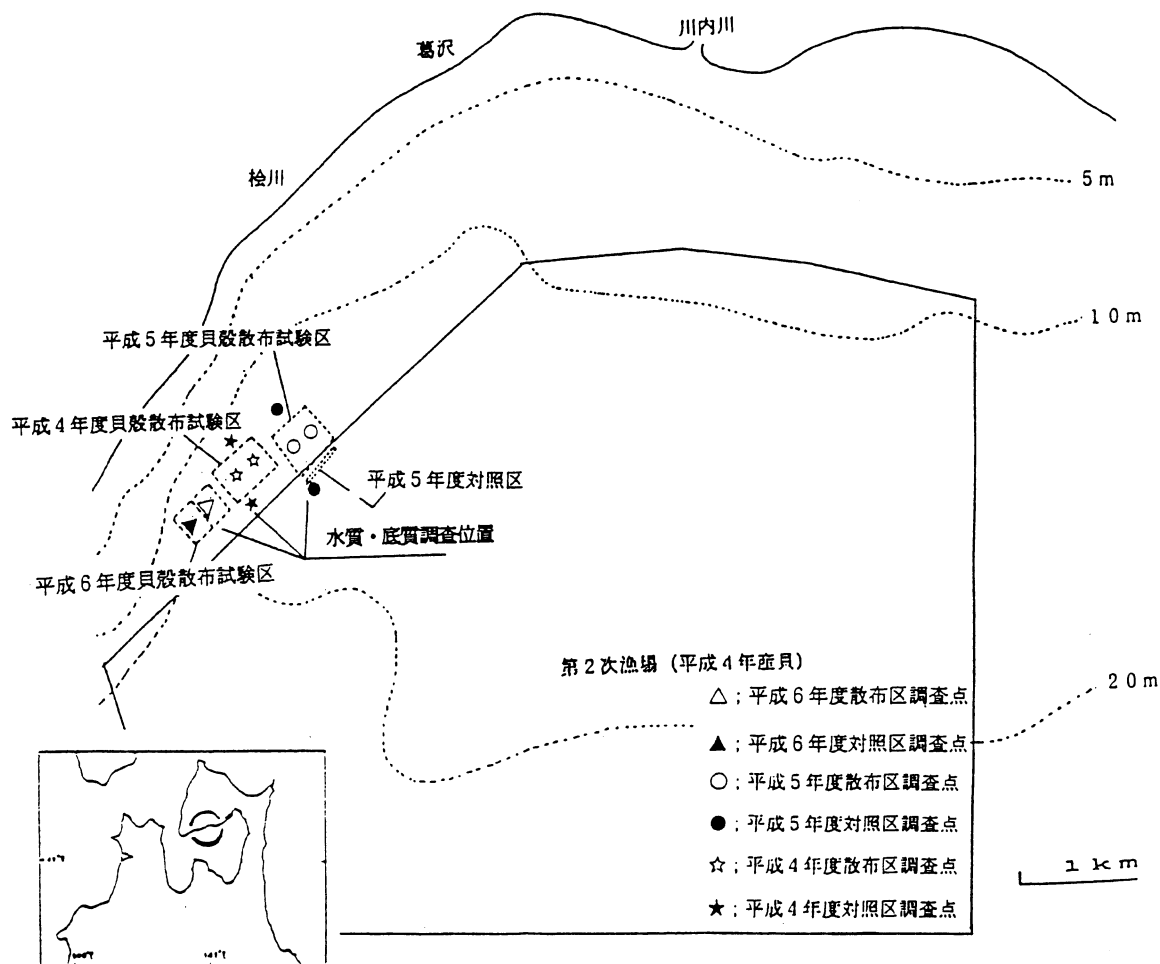 川内川
葛沢
桧川
5m
10m
平成5年度貝殻散布試験区
平成4年度貝殻散布試験区
平成5年度対照区
水質・底質調査位置
平成6年度貝殻散布試験区
第2次漁場(平成4年産貝)
20m
△;平成6年度散布区調査点
▲;平成6年度対照区調査点
○;平成5年度散布区調査点
●;平成5年度対照区調査点
☆;平成4年度散布区調査点
★;平成4年度対照区調査点
1km